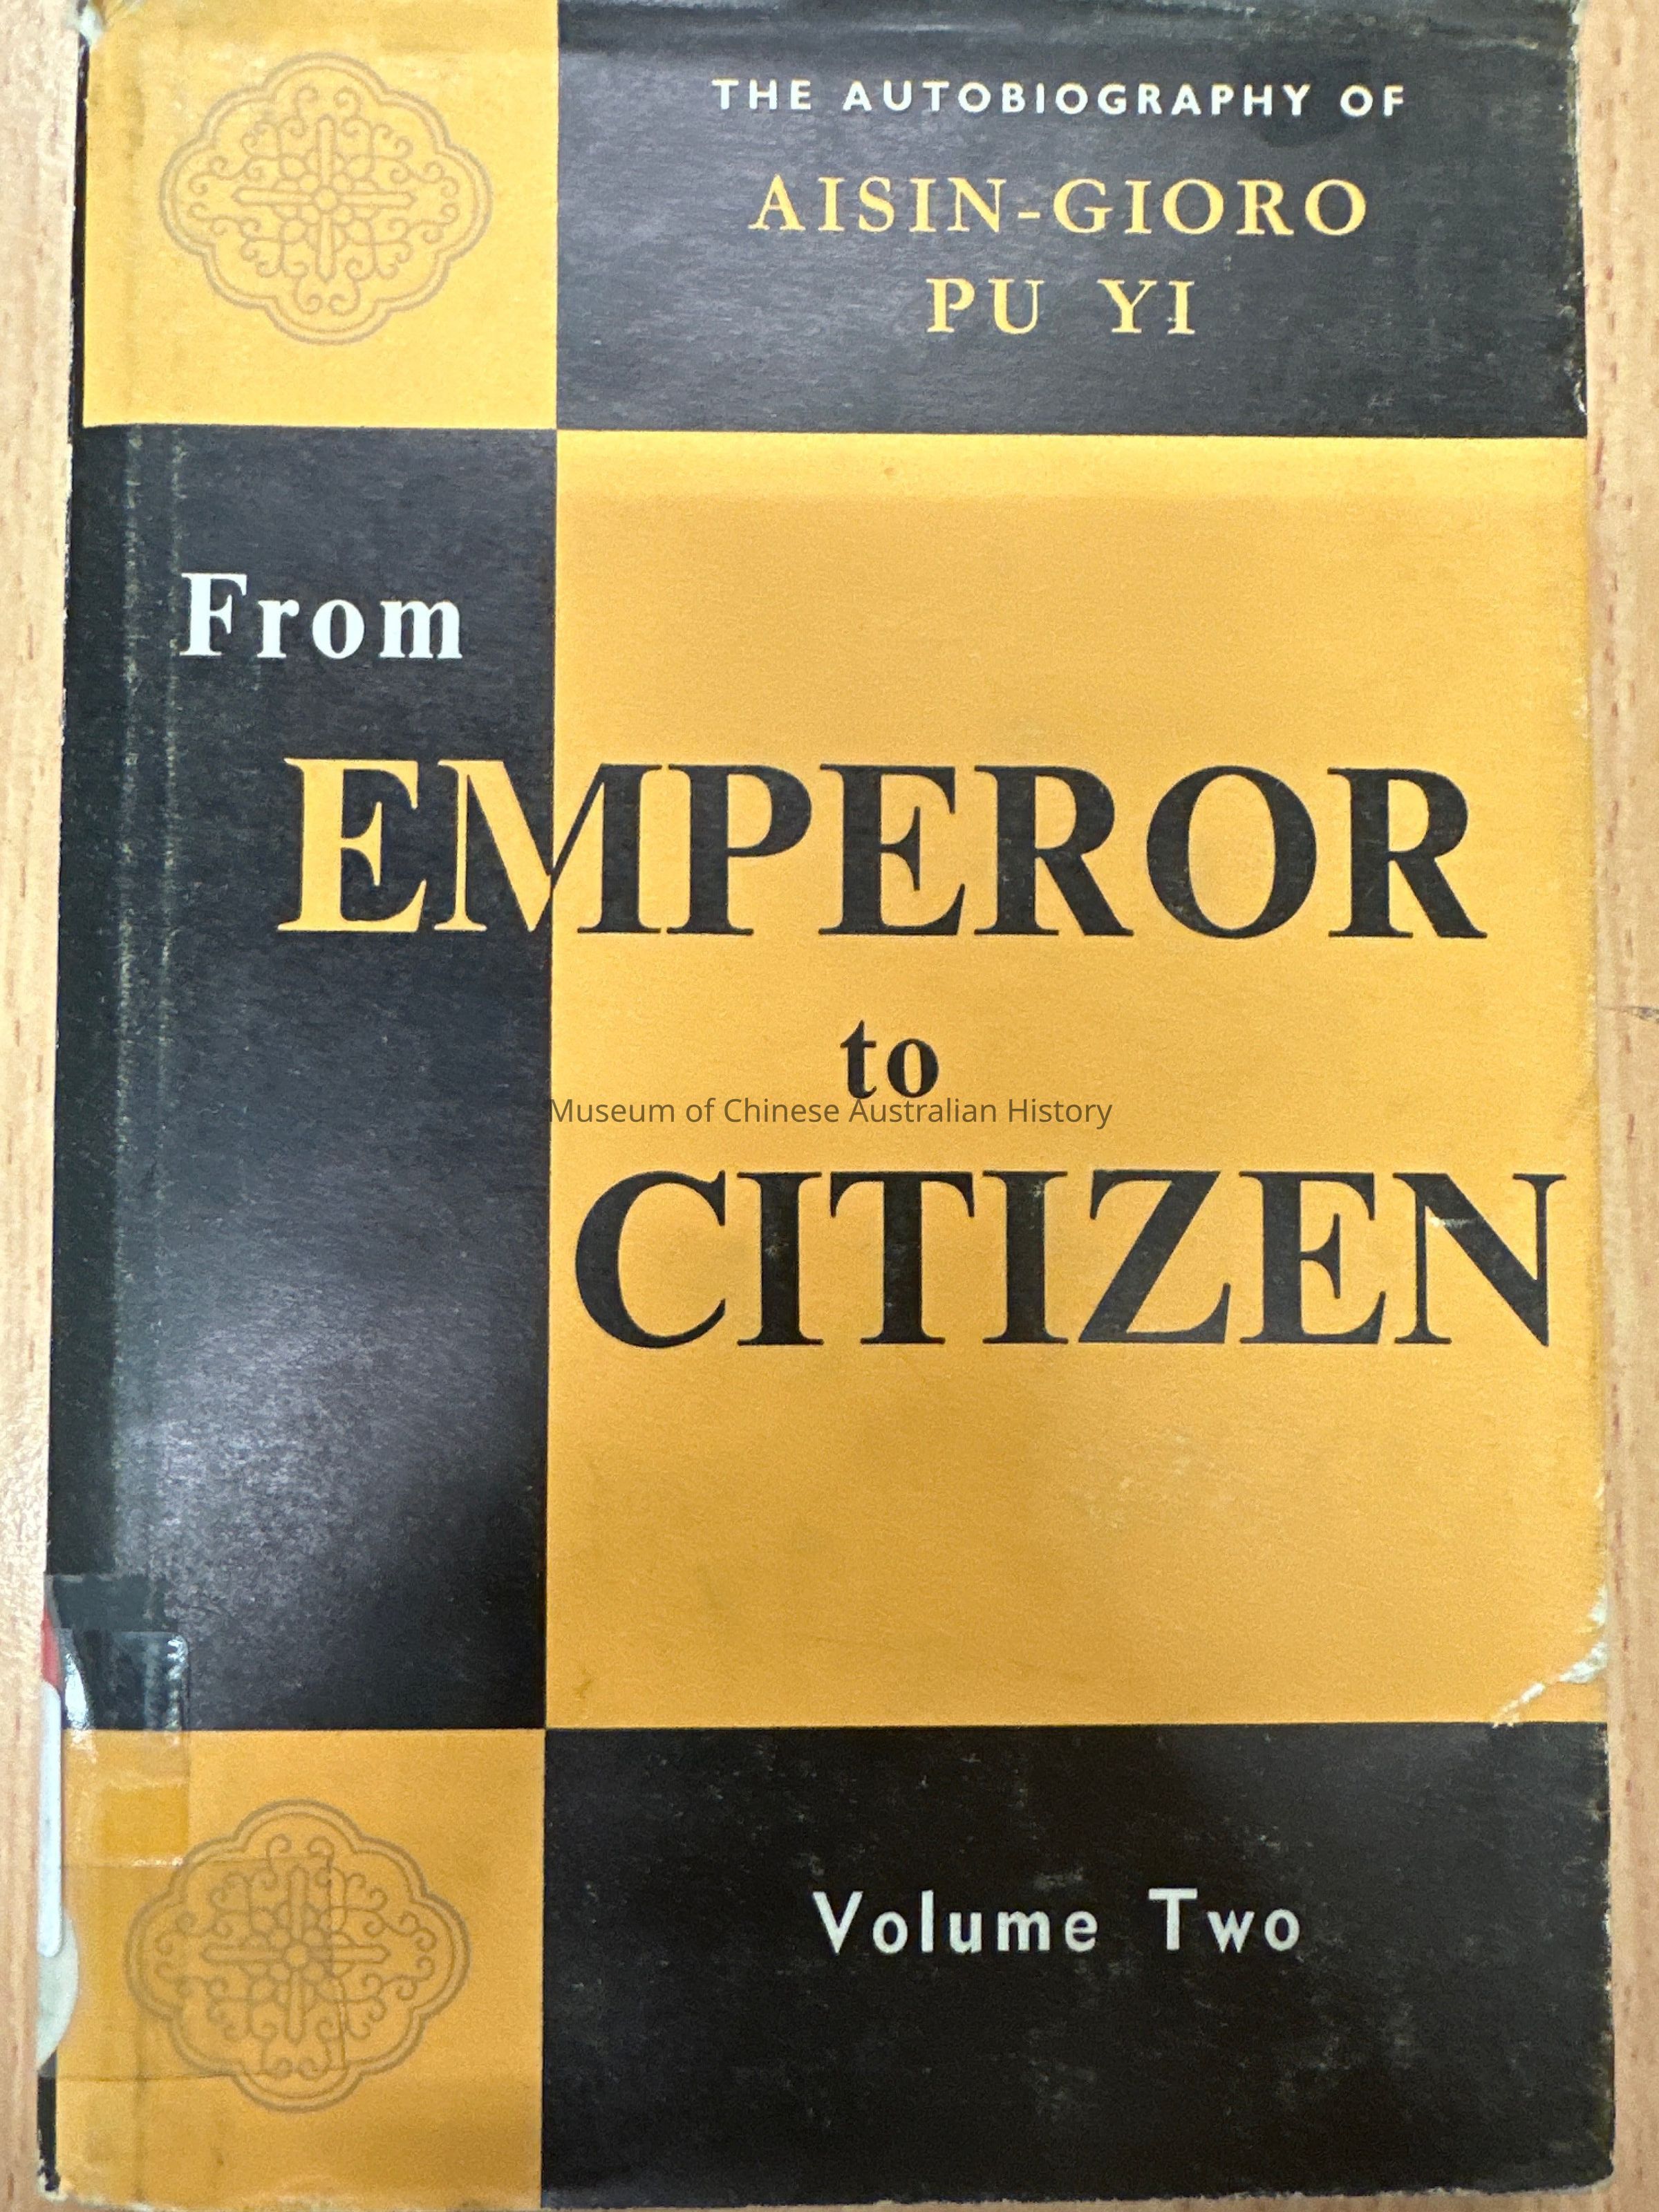 THE AUTOBIOGRAPHY OF
AISIN-GIORO
PU YI
From
EMPEROR
to
Museum of Chinese Australian History
CITIZEN
Volume Two